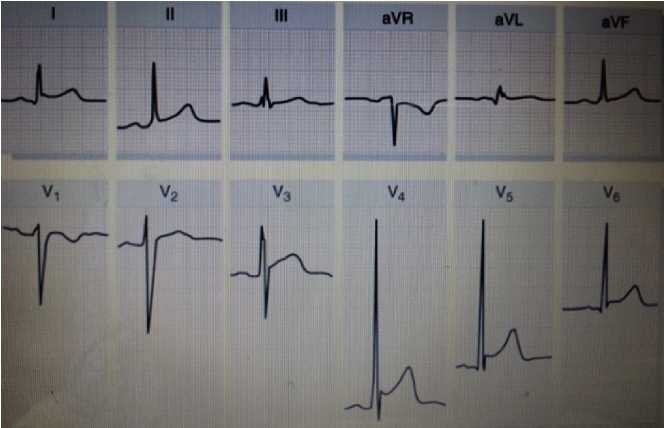 I II III aVR aVL aVF
V₁ V₂ V₃ V₄ V₅ V₆